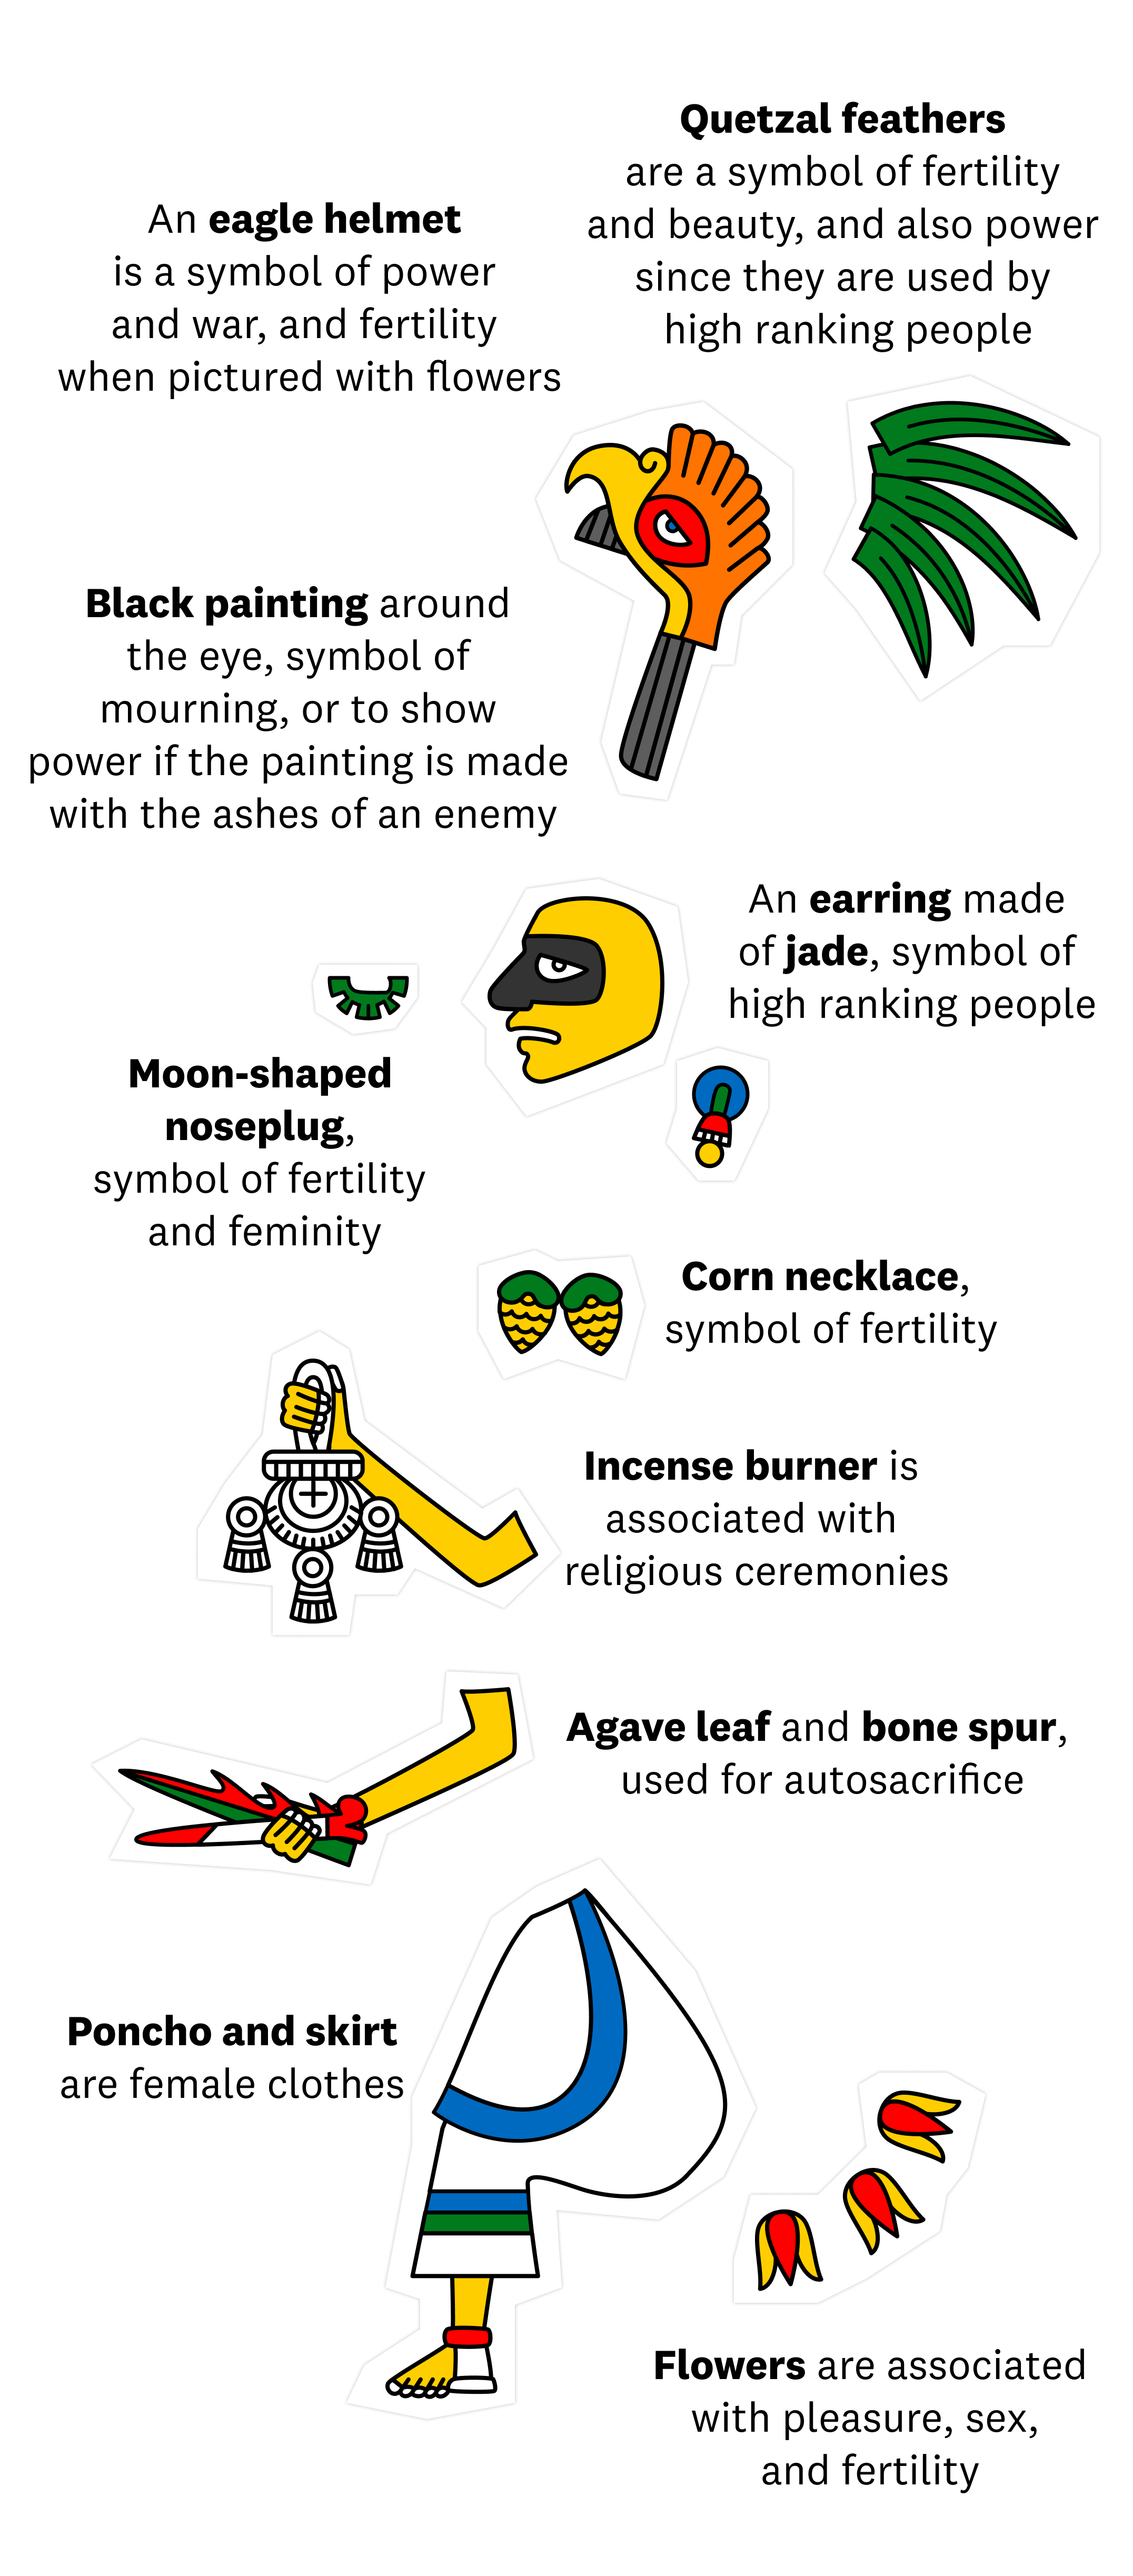 Quetzal feathers
are a symbol of fertility
and beauty, and also power
since they are used by
high ranking people
An eagle helmet
is a symbol of power
and war, and fertility
when pictured with flowers
Black painting around
the eye, symbol of
mourning, or to show
power if the painting is made
with the ashes of an enemy
An earring made
of jade, symbol of
high ranking people
Moon-shaped
noseplug,
symbol of fertility
and feminity
Corn necklace,
symbol of fertility
Incense burner is
associated with
religious ceremonies
Agave leaf and bone spur,
used for autosacrifice
Poncho and skirt
are female clothes
Flowers are associated
with pleasure, sex,
and fertility